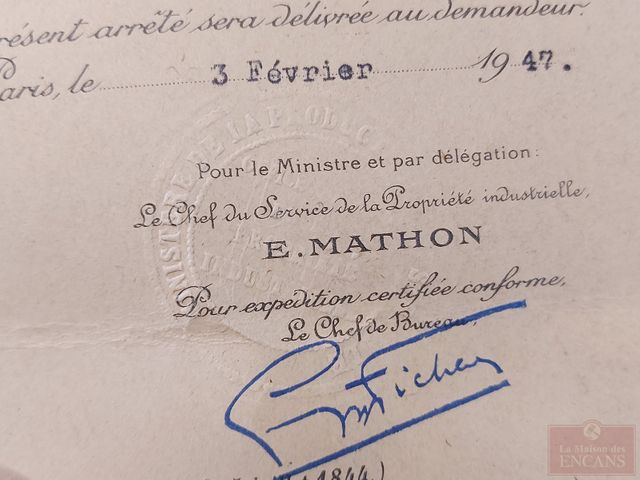 résent arrêté sera délivrée au demandeur.
Paris, le 3 Février 1947.
Pour le Ministre et par délégation:
Le Chef du Service de la Propriété industrielle,
E. MATHON
Pour expédition certifiée conforme,
Le Chef de Bureau,
1844.)
La Maison des
ENCANS